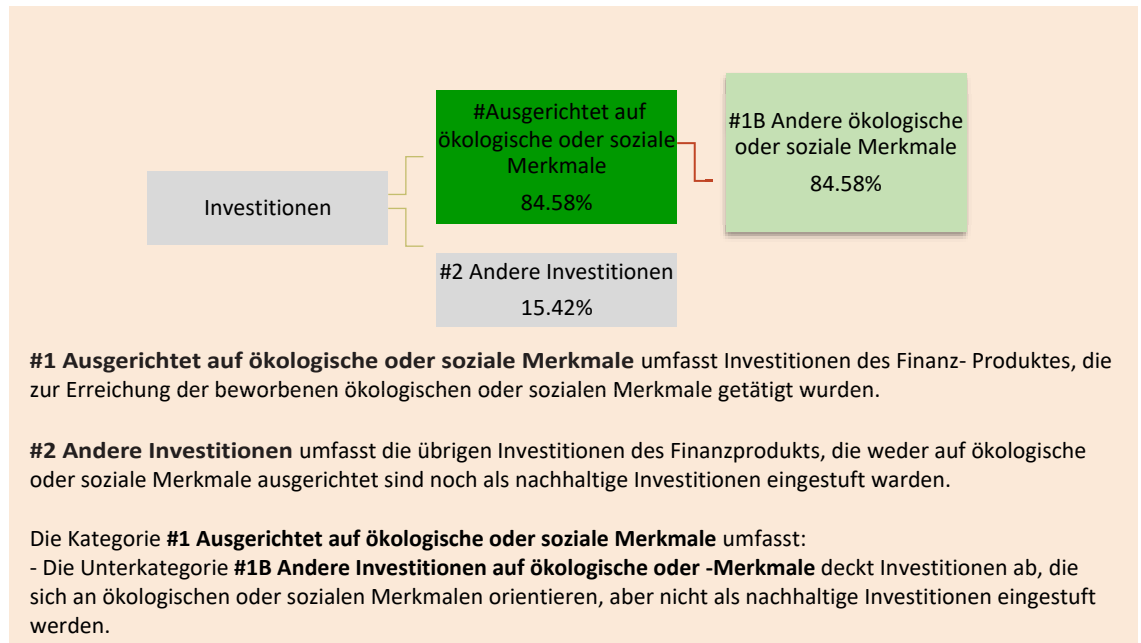 #Ausgerichtet auf
ökologische oder soziale
Merkmale
84.58%
#1B Andere ökologische
oder soziale Merkmale
84.58%
Investitionen
#2 Andere Investitionen
15.42%
#1 Ausgerichtet auf ökologische oder soziale Merkmale umfasst Investitionen des Finanz- Produktes, die
zur Erreichung der beworbenen ökologischen oder sozialen Merkmale getätigt wurden.
#2 Andere Investitionen umfasst die übrigen Investitionen des Finanzprodukts, die weder auf ökologische
oder soziale Merkmale ausgerichtet sind noch als nachhaltige Investitionen eingestuft warden.
Die Kategorie #1 Ausgerichtet auf ökologische oder soziale Merkmale umfasst:
- Die Unterkategorie #1B Andere Investitionen auf ökologische oder -Merkmale deckt Investitionen ab, die
sich an ökologischen oder sozialen Merkmalen orientieren, aber nicht als nachhaltige Investitionen eingestuft
werden.